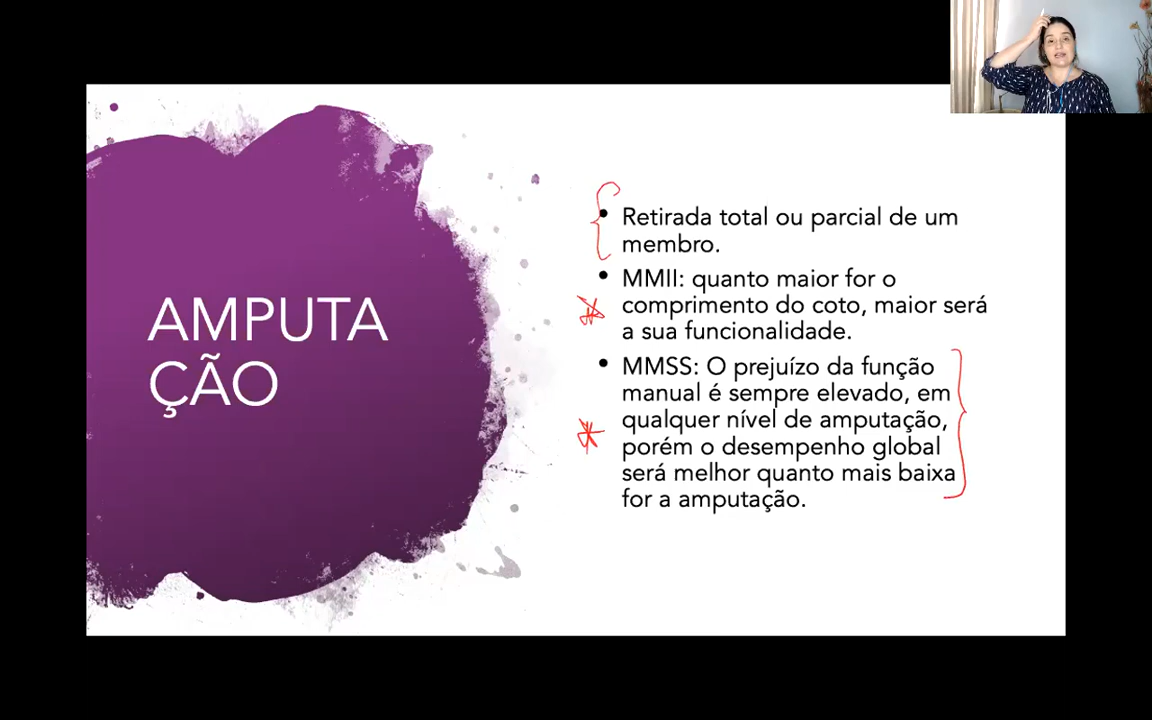 AMPUTA
ÇÃO
• Retirada total ou parcial de um
membro.
• MMII: quanto maior for o
comprimento do coto, maior será
a sua funcionalidade.
• MMSS: O prejuízo da função
manual é sempre elevado, em
qualquer nível de amputação,
porém o desempenho global
será melhor quanto mais baixa
for a amputação.